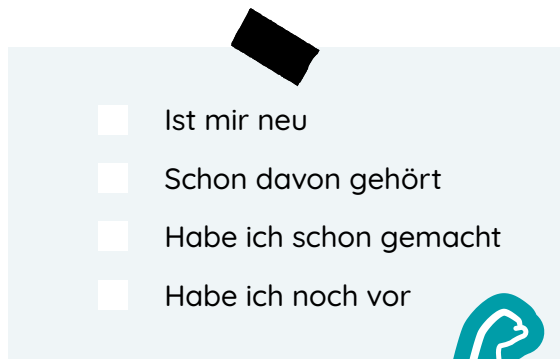 Ist mir neu
Schon davon gehört
Habe ich schon gemacht
Habe ich noch vor